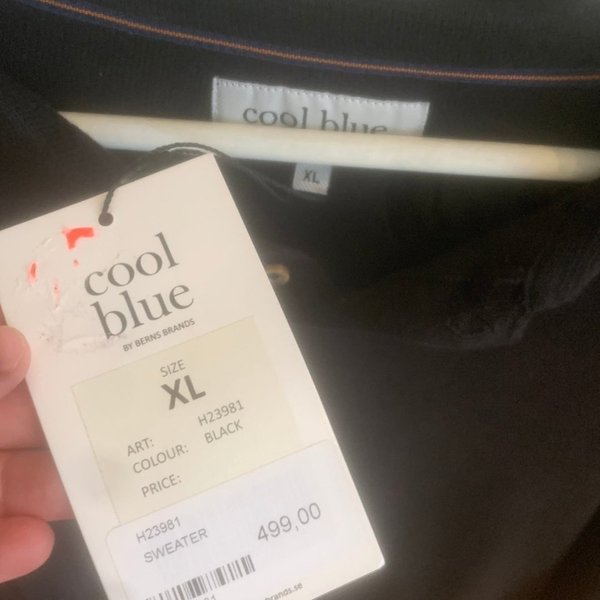 cool blue
XL
cool
blue
BY BERNS BRANDS
SIZE
XL
ART: H23981
COLOUR: BLACK
PRICE:
H23981
SWEATER 499,00